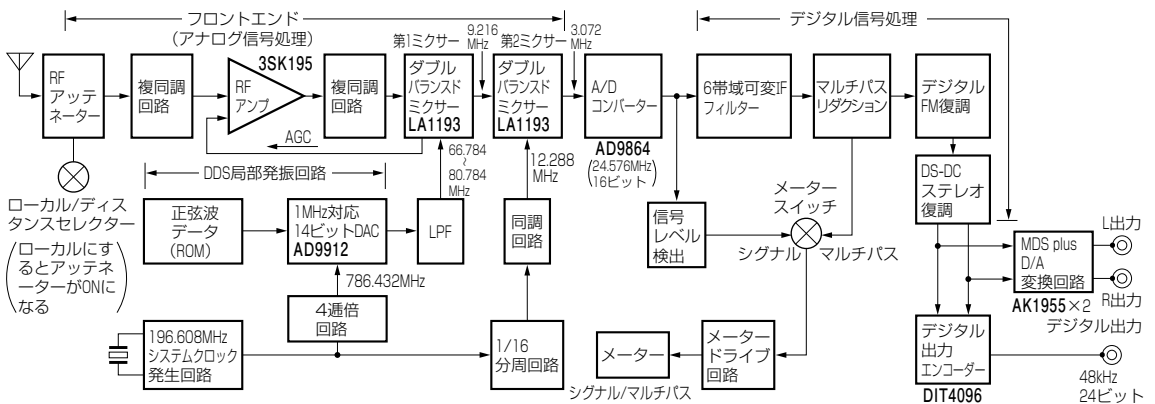 フロントエンド
(アナログ信号処理)
デジタル信号処理
RF
アッテ
ネーター
複同調
回路
3SK195
RF
アンプ
AGC
複同調
回路
第1ミクサー
ダブル
バランスド
ミクサー
LA1193
9.216
MHz
第2ミクサー
ダブル
バランスド
ミクサー
LA1193
3.072
MHz
A/D
コンバーター
AD9864
(24.576MHz
16ビット)
6帯域可変IF
フィルター
マルチパス
リダクション
デジタル
FM復調
DS-DC
ステレオ
復調
ローカル/ディス
タンスセレクター
(ローカルにす
るとアッテネ
ーターがONに
なる)
DDS局部発振回路
正弦波
データ
(ROM)
1MHz対応
14ビットDAC
AD9912
LPF
66.784
~
80.784
MHz
12.288
MHz
同調
回路
信号
レベル
検出
メーター
スイッチ
シグナル
マルチパス
MDS plus
D/A
変換回路
AK1955×2
L出力
R出力
786.432MHz
4逓倍
回路
196.608MHz
システムクロック
発生回路
1/16
分周回路
メーター
シグナル/マルチパス
メーター
ドライブ
回路
デジタル
出力
エンコーダー
DIT4096
デジタル出力
48kHz
24ビット